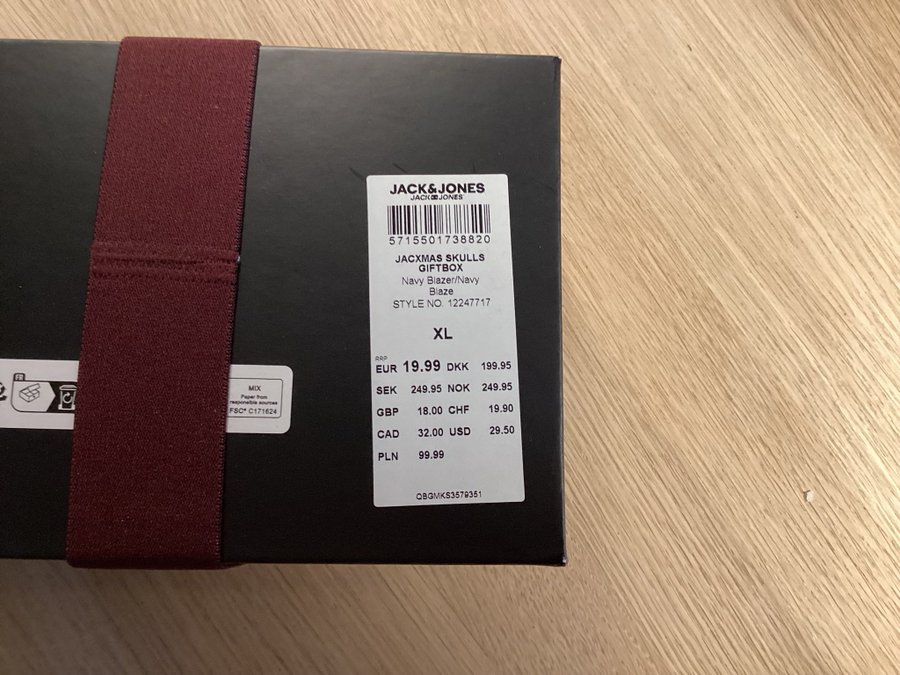 JACK&JONES
JACK JONES
5715501738820
JACXMAS SKULLS
GIFTBOX
Navy Blazer/Navy
Blaze
STYLE NO. 12247717
XL
RRP
EUR 19.99 DKK 199.95
SEK 249.95 NOK 249.95
GBP 18.00 CHF 19.90
CAD 32.00 USD 29.50
PLN 99.99
QBGMKS3579351
FR
MIX
Paper from
responsible sources
FSC® C171624